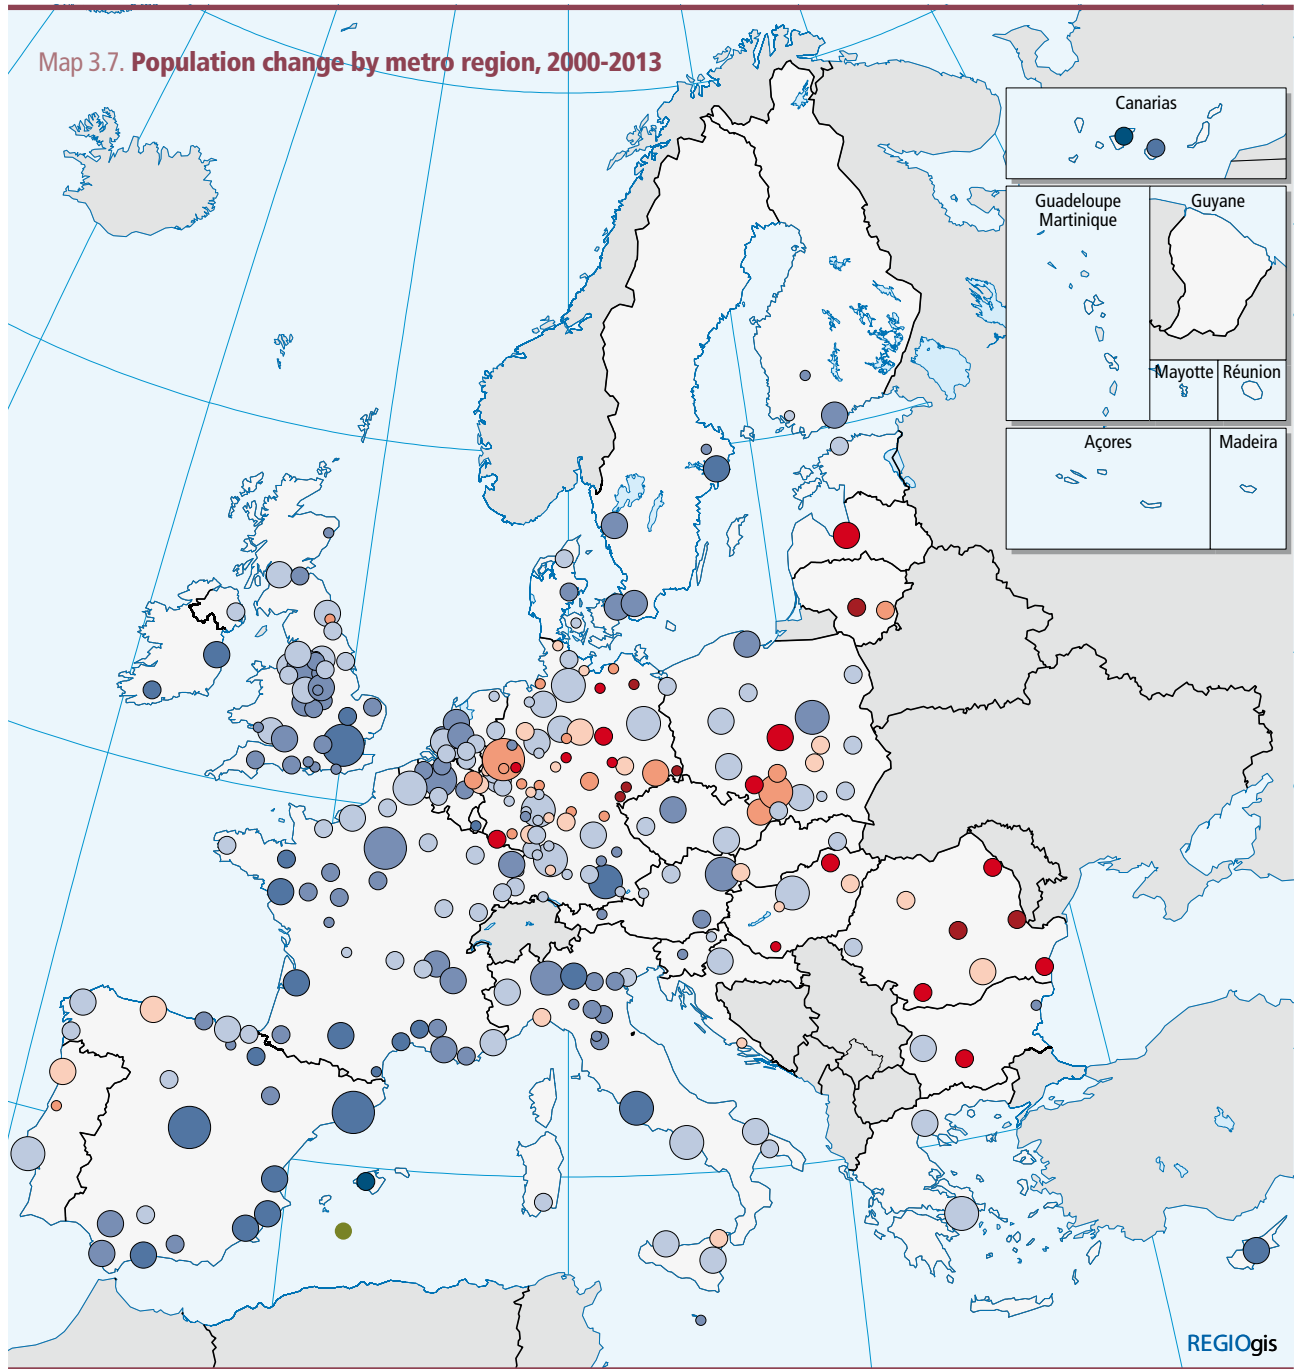 Map 3.7. Population change by metro region, 2000-2013
Canarias
Guadeloupe
Martinique
Guyane
Mayotte
Réunion
Açores
Madeira
REGIOgis